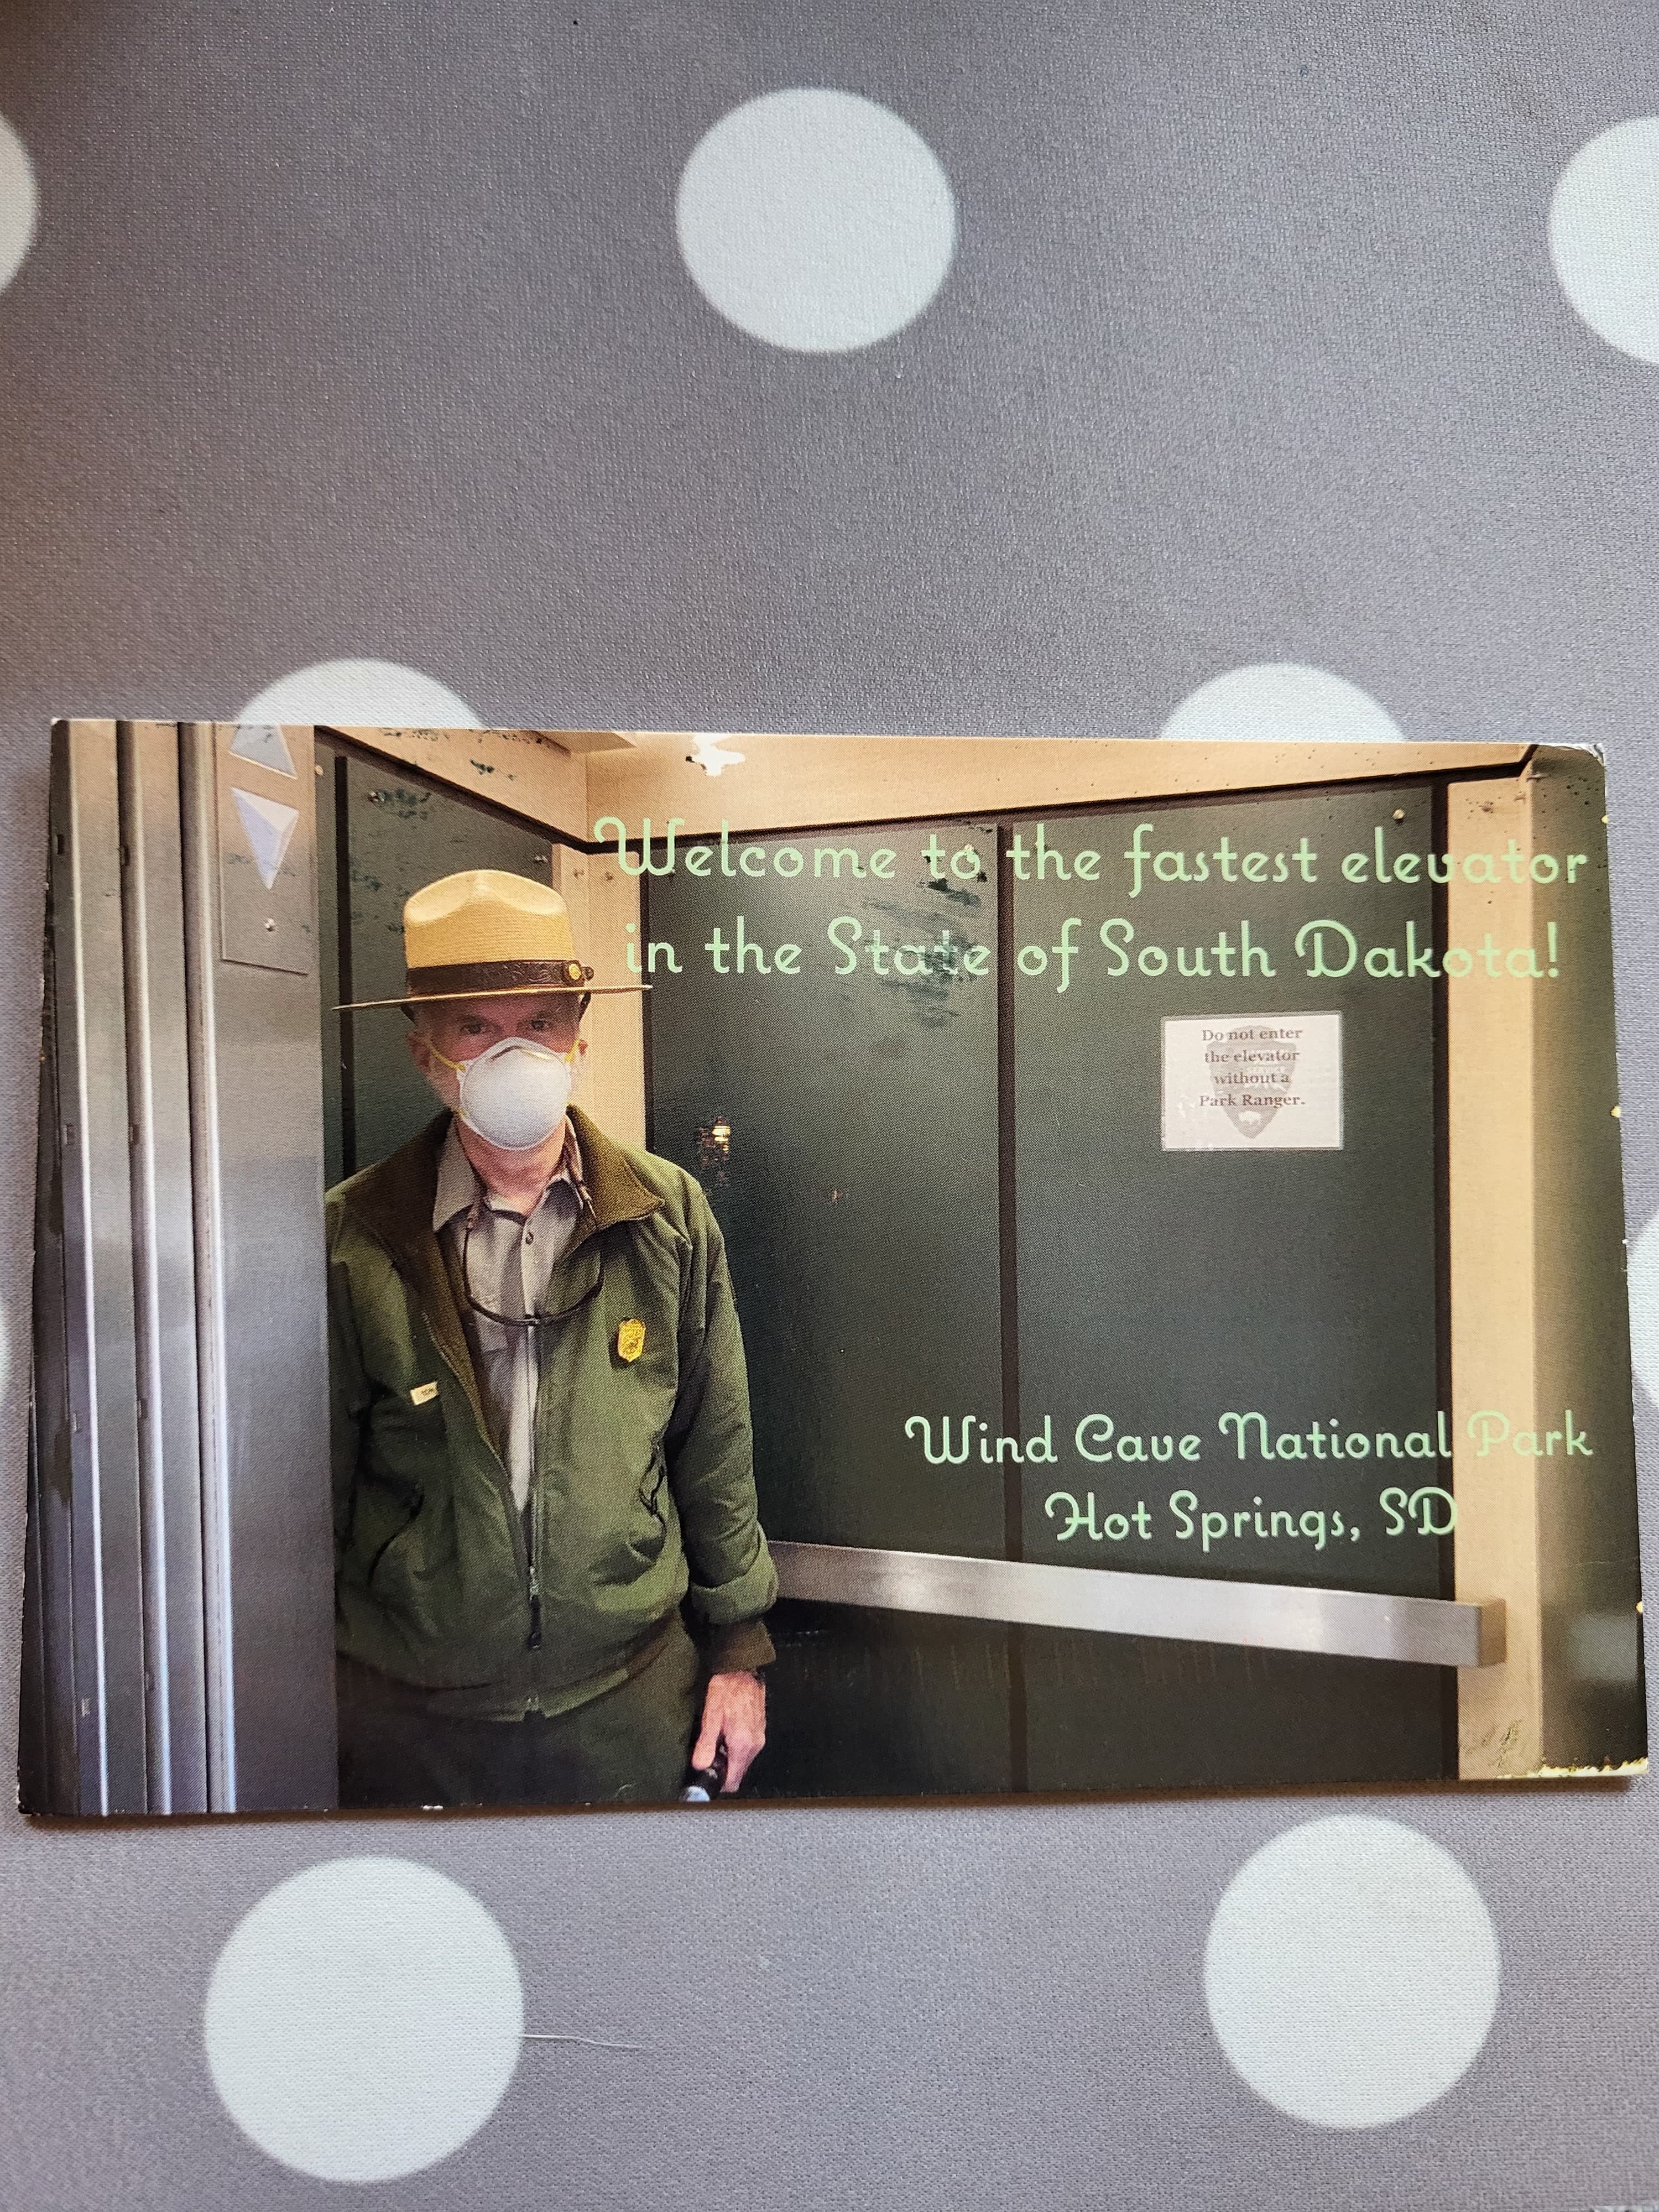 Welcome to the fastest elevator
in the State of South Dakota!
Do not enter
the elevator
without a
Park Ranger.
Wind Cave National Park
Hot Springs, SD